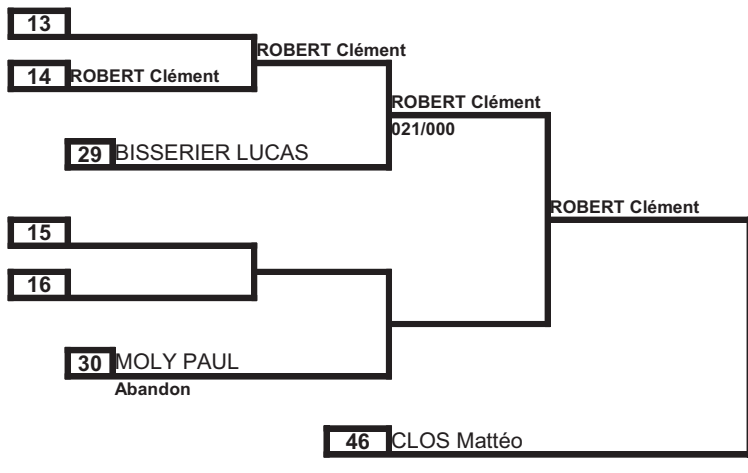 13
ROBERT Clément
14 ROBERT Clément
ROBERT Clément
021/000
29 BISSERIER LUCAS
ROBERT Clément
15
16
30 MOLY PAUL
Abandon
46 CLOS Mattéo